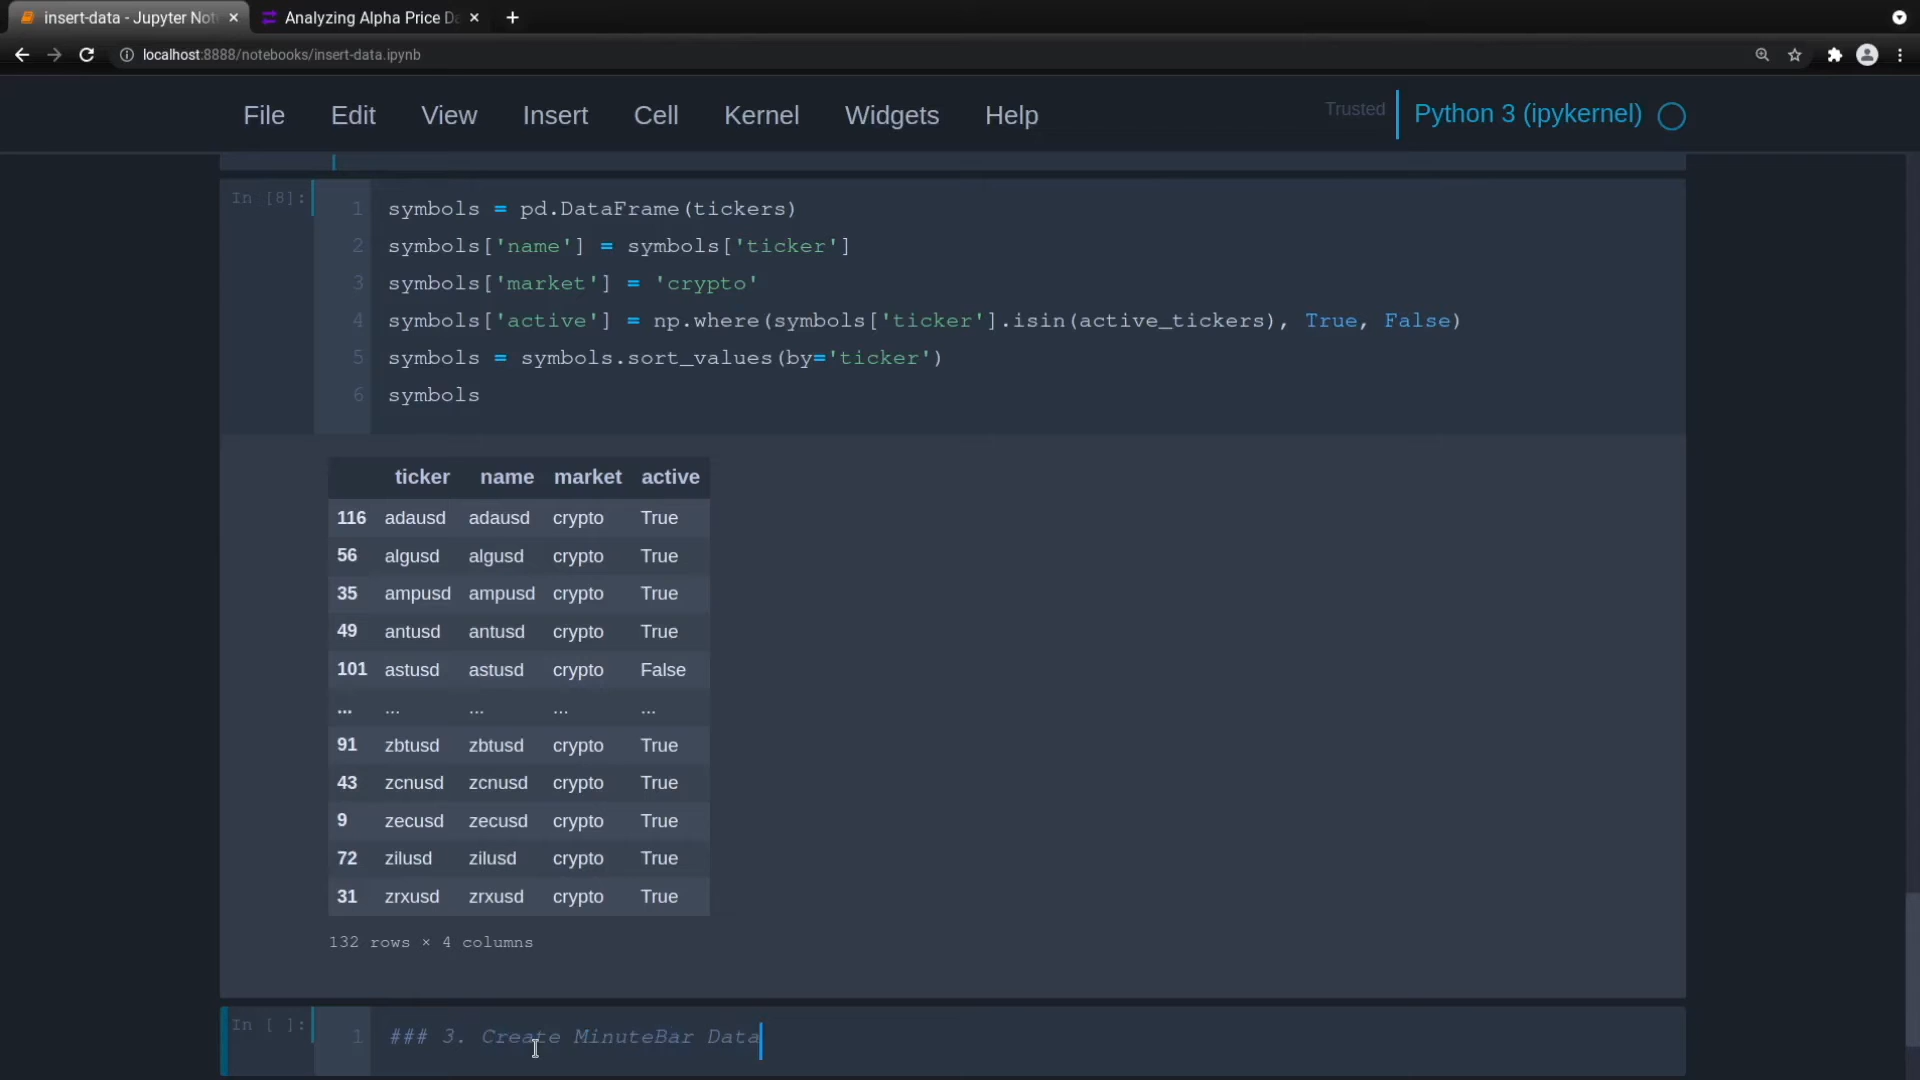 insert-data - Jupyter Not
Analyzing Alpha Price Da
localhost:8888/notebooks/insert-data.ipynb
File Edit View Insert Cell Kernel Widgets Help
Trusted
Python 3 (ipykernel)
In [8]:
1 symbols = pd.DataFrame(tickers)
2 symbols['name'] = symbols['ticker']
3 symbols['market'] = 'crypto'
4 symbols['active'] = np.where(symbols['ticker'].isin(active_tickers), True, False)
5 symbols = symbols.sort_values(by='ticker')
6 symbols
ticker name market active
116 adausd adausd crypto True
56 algusd algusd crypto True
35 ampusd ampusd crypto True
49 antusd antusd crypto True
101 astusd astusd crypto False
... ... ... ... ...
91 zbtusd zbtusd crypto True
43 zcnusd zcnusd crypto True
9 zecusd zecusd crypto True
72 zilusd zilusd crypto True
31 zrxusd zrxusd crypto True
132 rows × 4 columns
In [ ]:
1 ### 3. Create MinuteBar Data